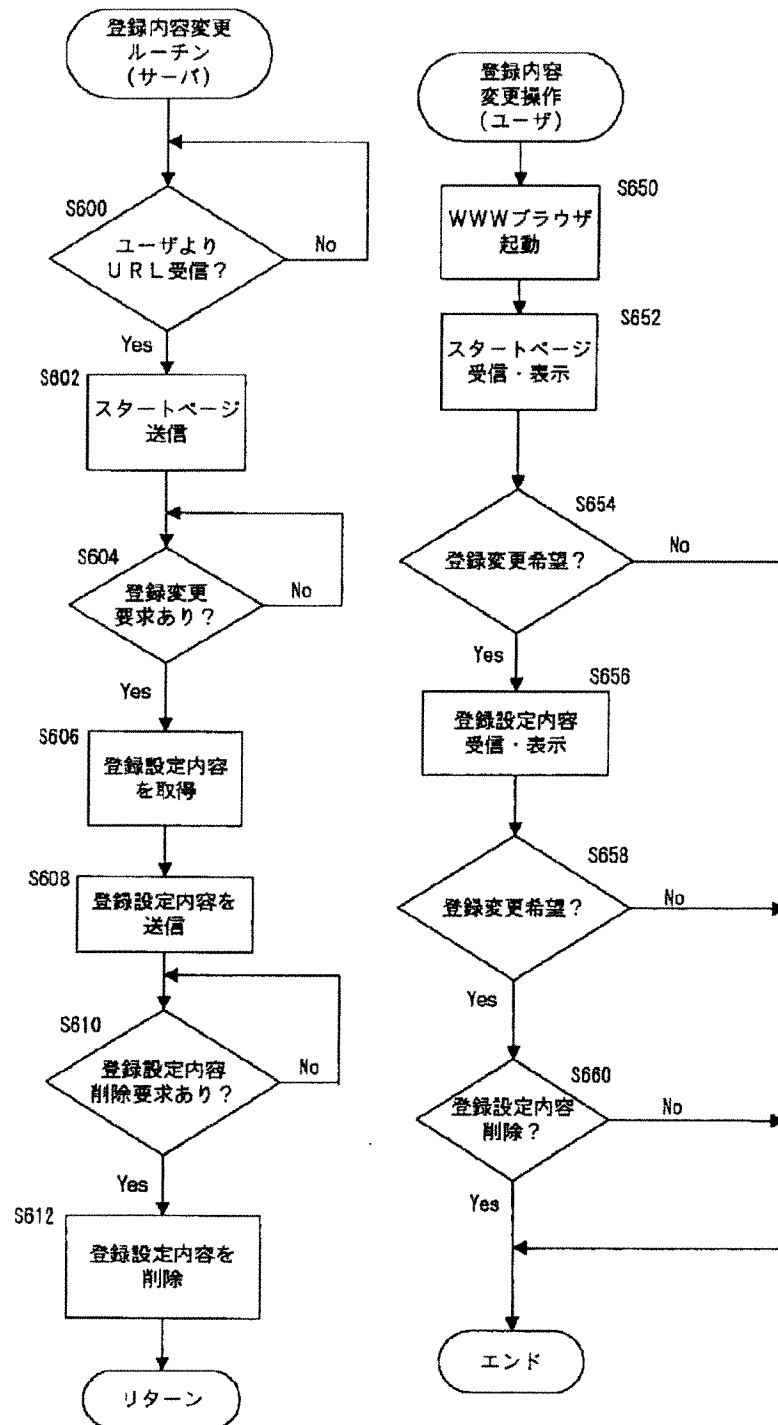 登録内容変更
ルーチン
(サーバ)
S600
ユーザより
URL受信?
No
Yes
S602
スタートページ
送信
S604
登録変更
要求あり?
No
Yes
S606
登録設定内容
を取得
S608
登録設定内容を
送信
S610
登録設定内容
削除要求あり?
No
Yes
S612
登録設定内容を
削除
リターン
登録内容
変更操作
(ユーザ)
S650
WWWブラウザ
起動
S652
スタートページ
受信・表示
S654
登録変更希望?
No
Yes
S656
登録設定内容
受信・表示
S658
登録変更希望?
No
Yes
S660
登録設定内容
削除?
No
Yes
エンド